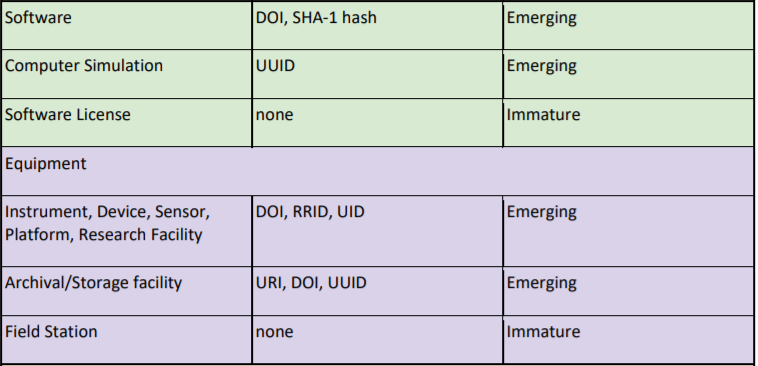 Software DOI, SHA-1 hash Emerging
Computer Simulation UUID Emerging
Software License none Immature
Equipment
Instrument, Device, Sensor, DOI, RRID, UID Emerging
Platform, Research Facility
Archival/Storage facility URI, DOI, UUID Emerging
Field Station none Immature